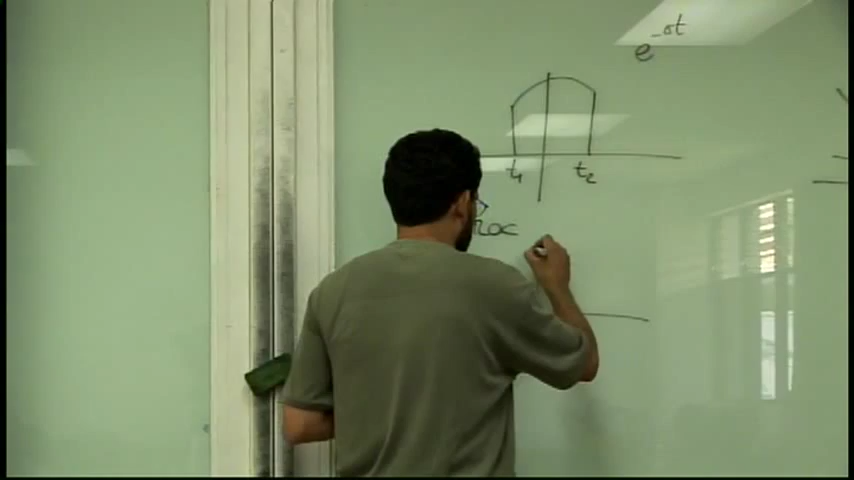 e^-σt
t₁ t₂
ROC